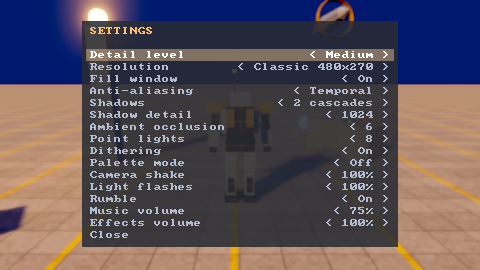 SETTINGS
Detail level < Medium >
Resolution < Classic 480x270 >
Fill window < On >
Anti-aliasing < Temporal >
Shadows < 2 cascades >
Shadow detail < 1024 >
Ambient occlusion < 6 >
Point lights < 8 >
Dithering < On >
Palette mode < Off >
Camera shake < 100% >
Light flashes < 100% >
Rumble < On >
Music volume < 75% >
Effects volume < 100% >
Close